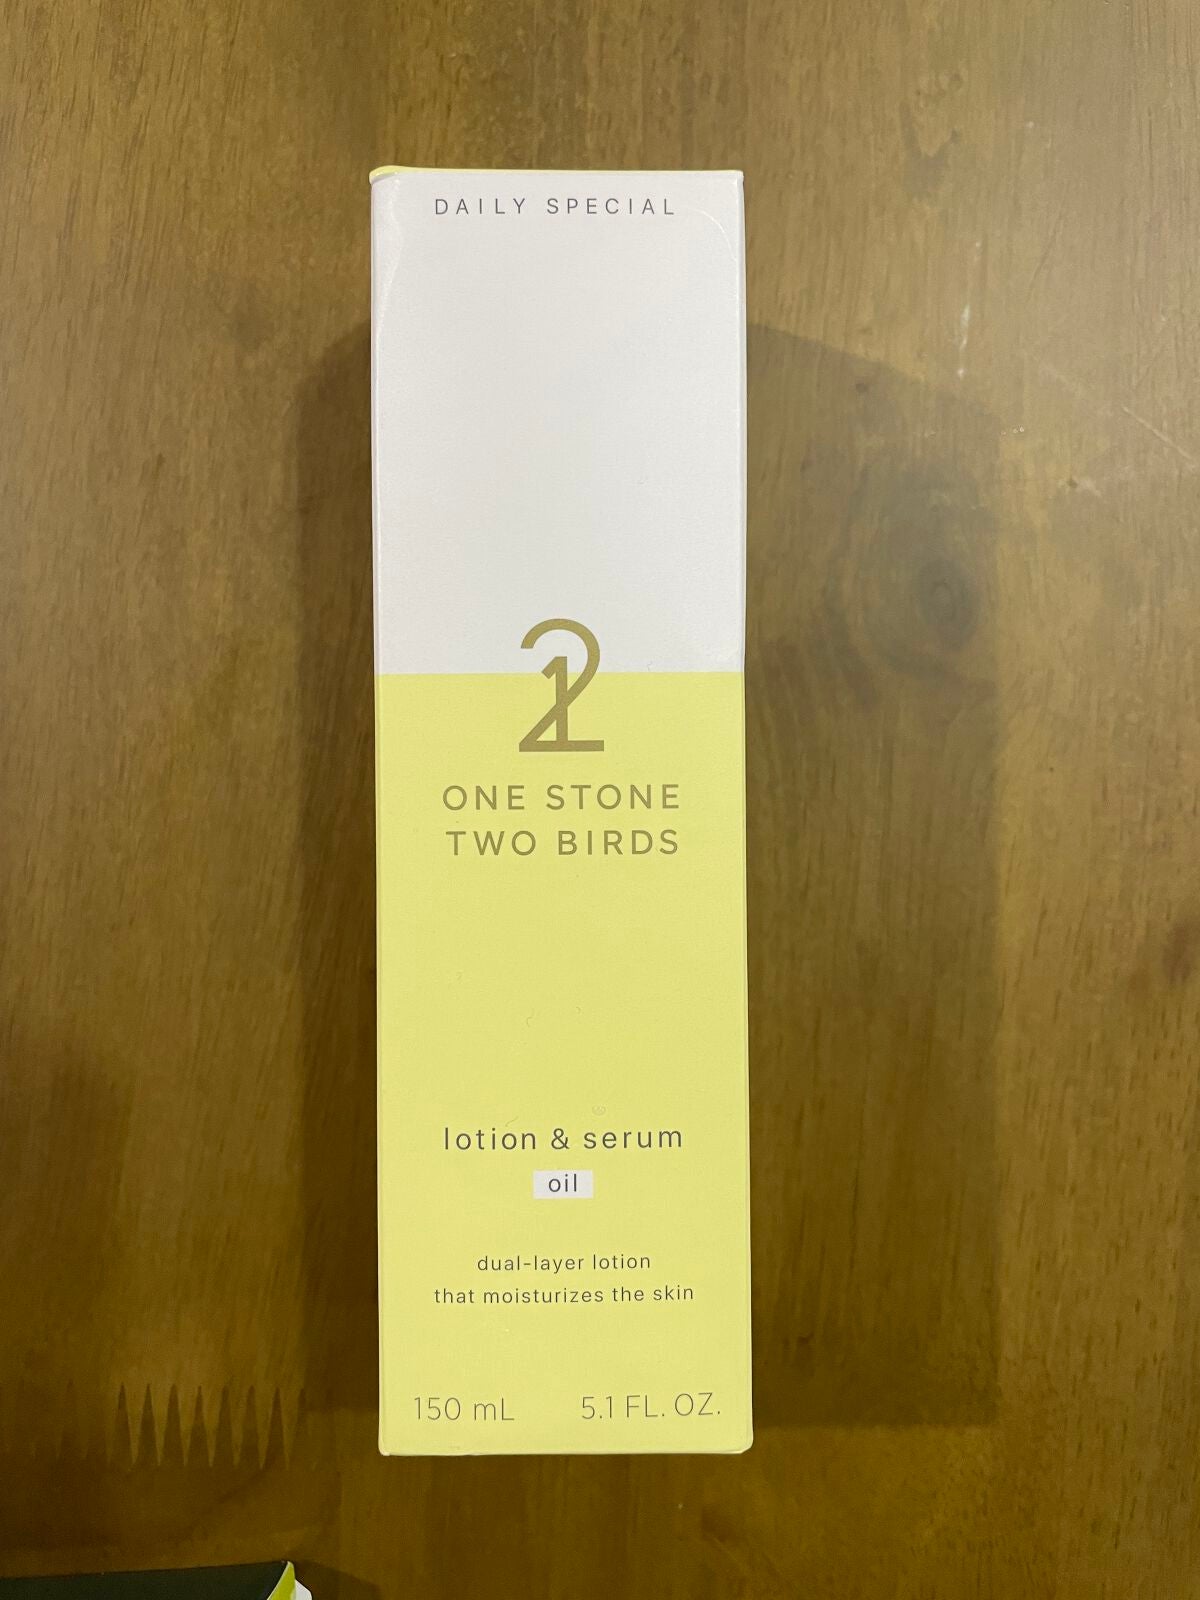 DAILY SPECIAL
21
ONE STONE
TWO BIRDS
lotion & serum
oil
dual-layer lotion
that moisturizes the skin
150 mL 5.1 FL. OZ.